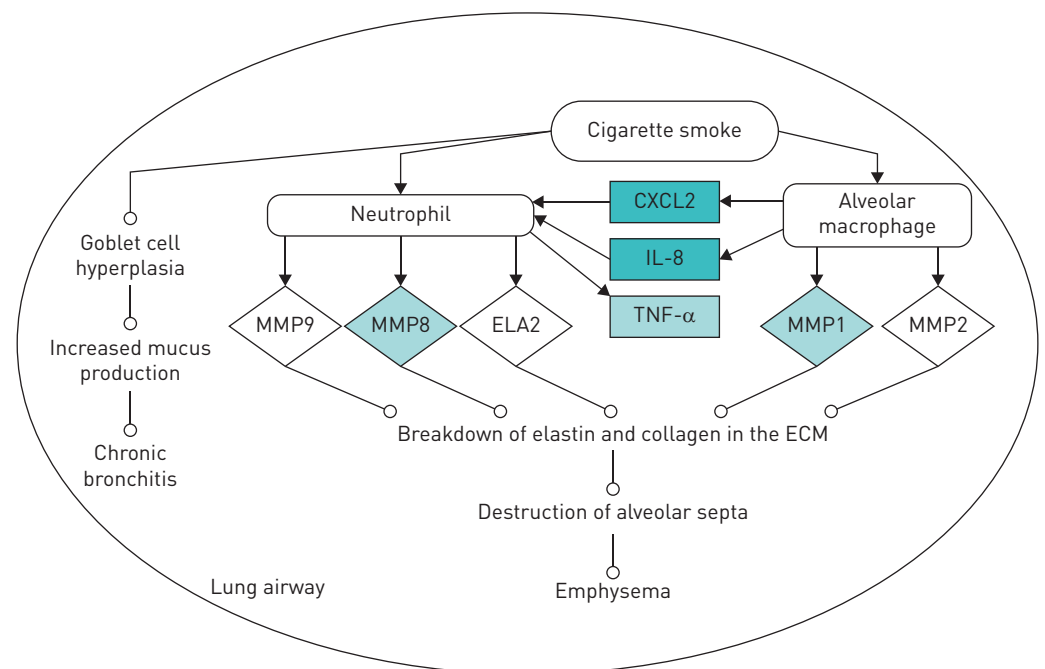 Cigarette smoke
Neutrophil
CXCL2
Alveolar
macrophage
IL-8
TNF-α
Goblet cell
hyperplasia
MMP9
MMP8
ELA2
MMP1
MMP2
Increased mucus
production
Chronic
bronchitis
Breakdown of elastin and collagen in the ECM
Destruction of alveolar septa
Emphysema
Lung airway